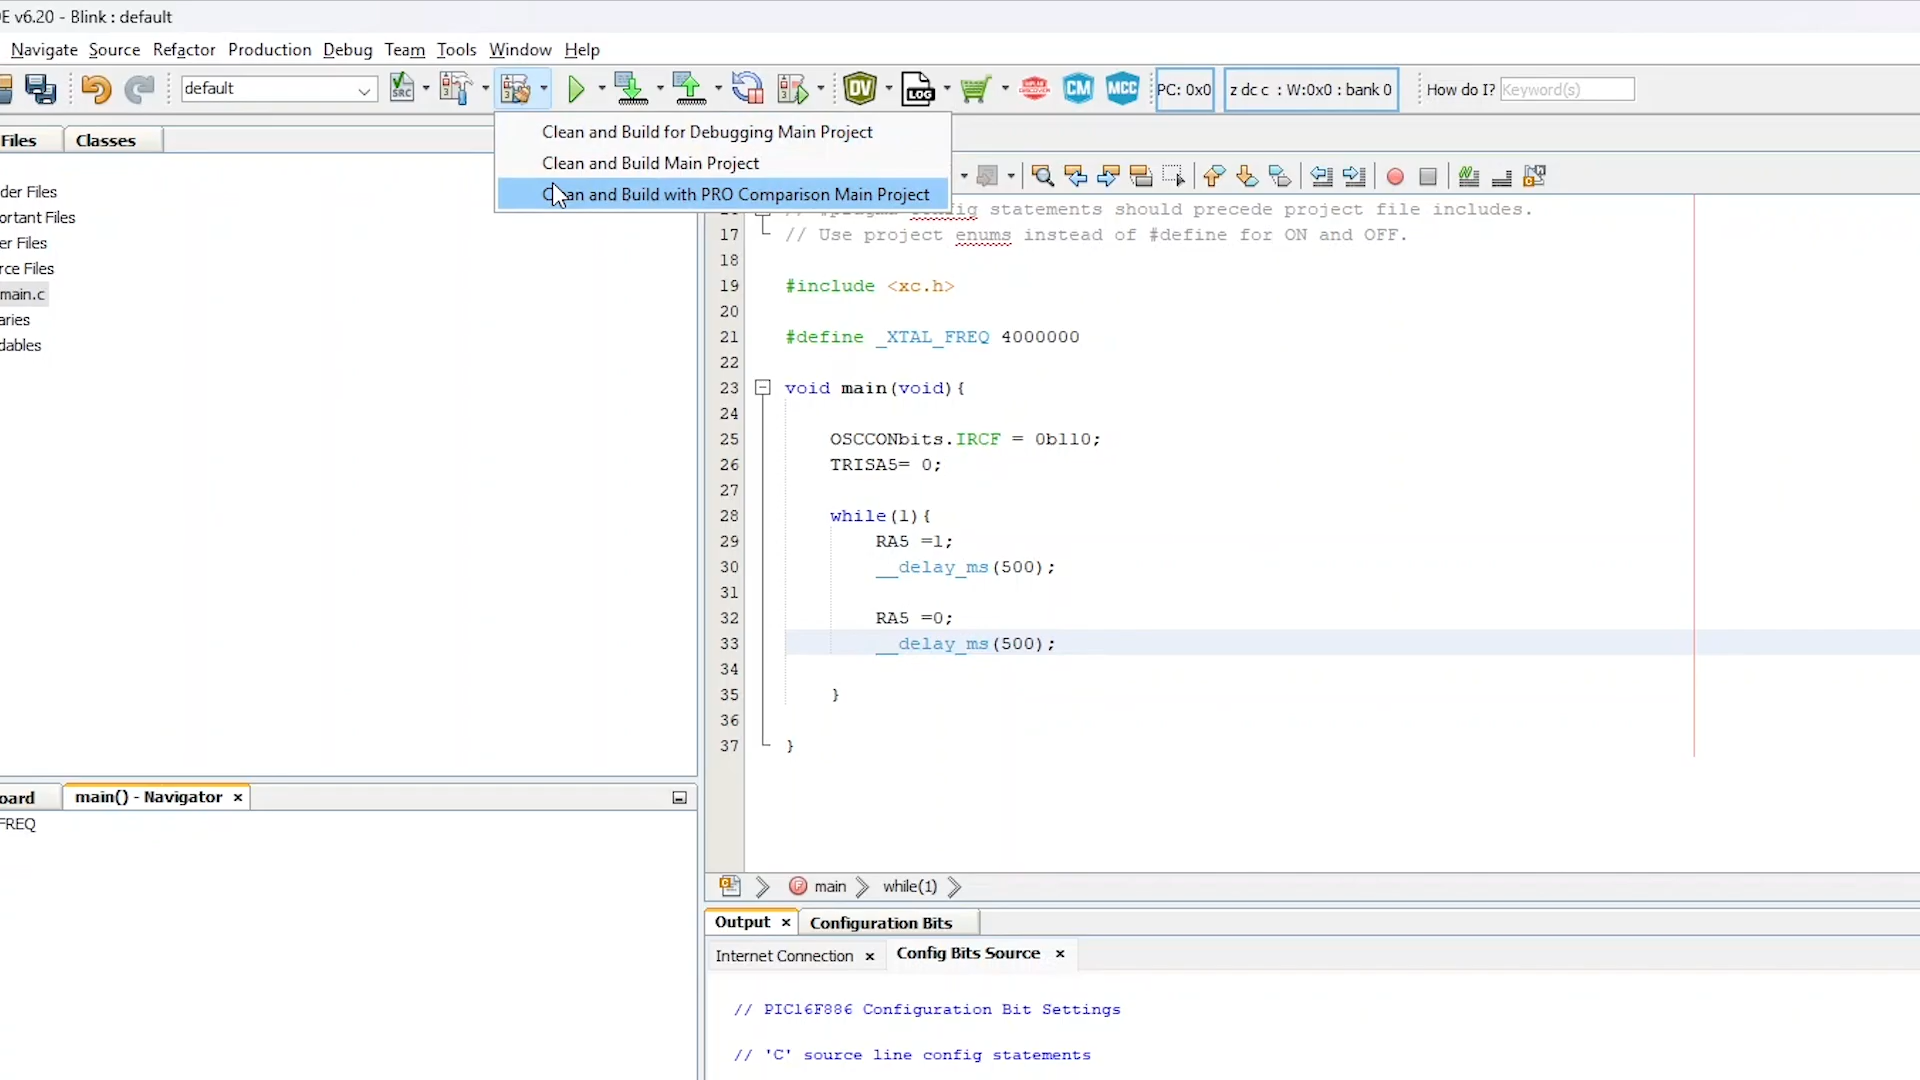 E v6.20 - Blink : default
Navigate Source Refactor Production Debug Team Tools Window Help
default
SRC
DV
LOG
CM
MCC
PC: 0x0
z dc c : W:0x0 : bank 0
How do I? Keyword(s)
Files
Classes
Clean and Build for Debugging Main Project
Clean and Build Main Project
and Build with PRO Comparison Main Project
der Files
ortant Files
er Files
rce Files
main.c
aries
dables
// #pragma config statements should precede project file includes.
17 // Use project enums instead of #define for ON and OFF.
18
19 #include <xc.h>
20
21 #define _XTAL_FREQ 4000000
22
23 void main(void){
24
25 OSCCONbits.IRCF = 0b110;
26 TRISA5= 0;
27
28 while(1){
29 RA5 =1;
30 __delay_ms(500);
31
32 RA5 =0;
33 __delay_ms(500);
34
35 }
36
37 }
oard
main() - Navigator ×
FREQ
main
while(1)
Output ×
Configuration Bits
Internet Connection ×
Config Bits Source ×
// PIC16F886 Configuration Bit Settings
// 'C' source line config statements